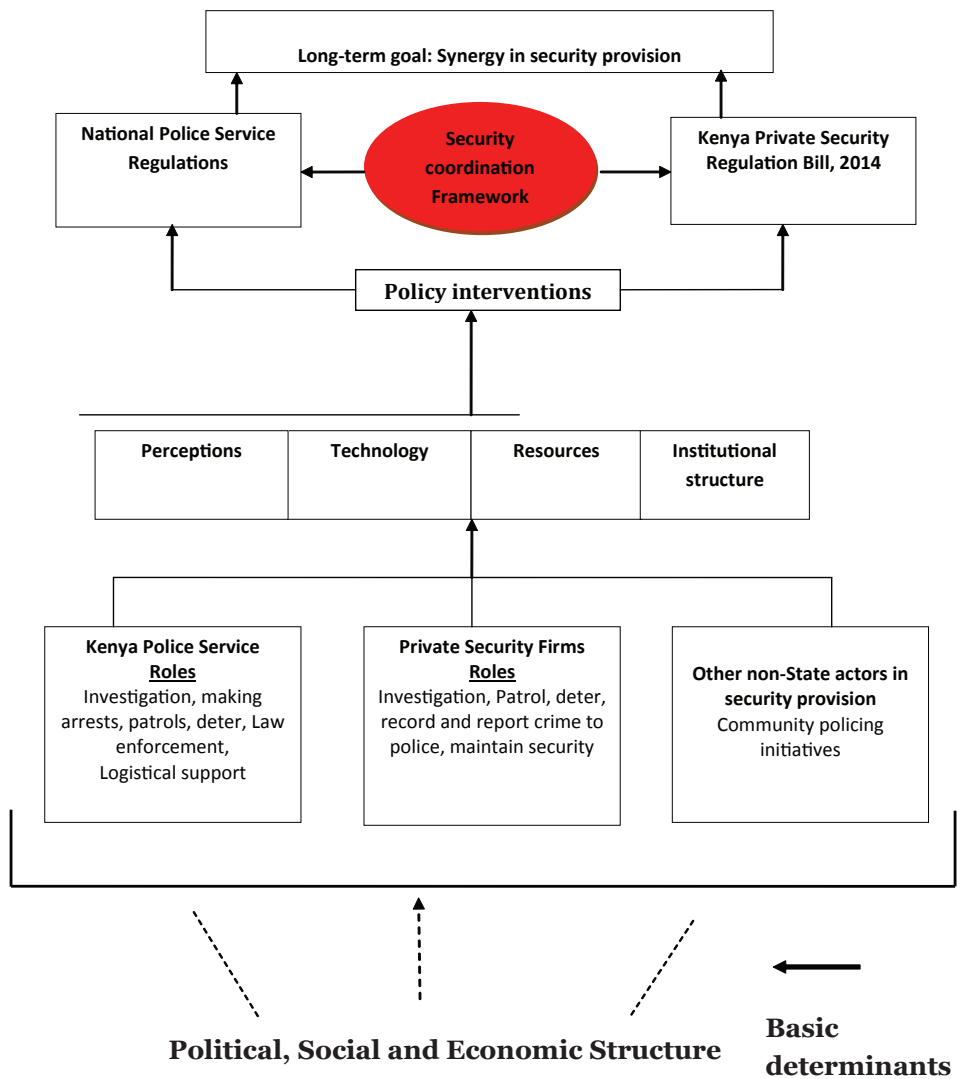 Long-term goal: Synergy in security provision
National Police Service
Regulations
Security
coordination
Framework
Kenya Private Security
Regulation Bill, 2014
Policy interventions
Perceptions
Technology
Resources
Institutional
structure
Kenya Police Service
Roles
Investigation, making
arrests, patrols, deter, Law
enforcement,
Logistical support
Private Security Firms
Roles
Investigation, Patrol, deter,
record and report crime to
police, maintain security
Other non-State actors in
security provision
Community policing
initiatives
Political, Social and Economic Structure
Basic
determinants